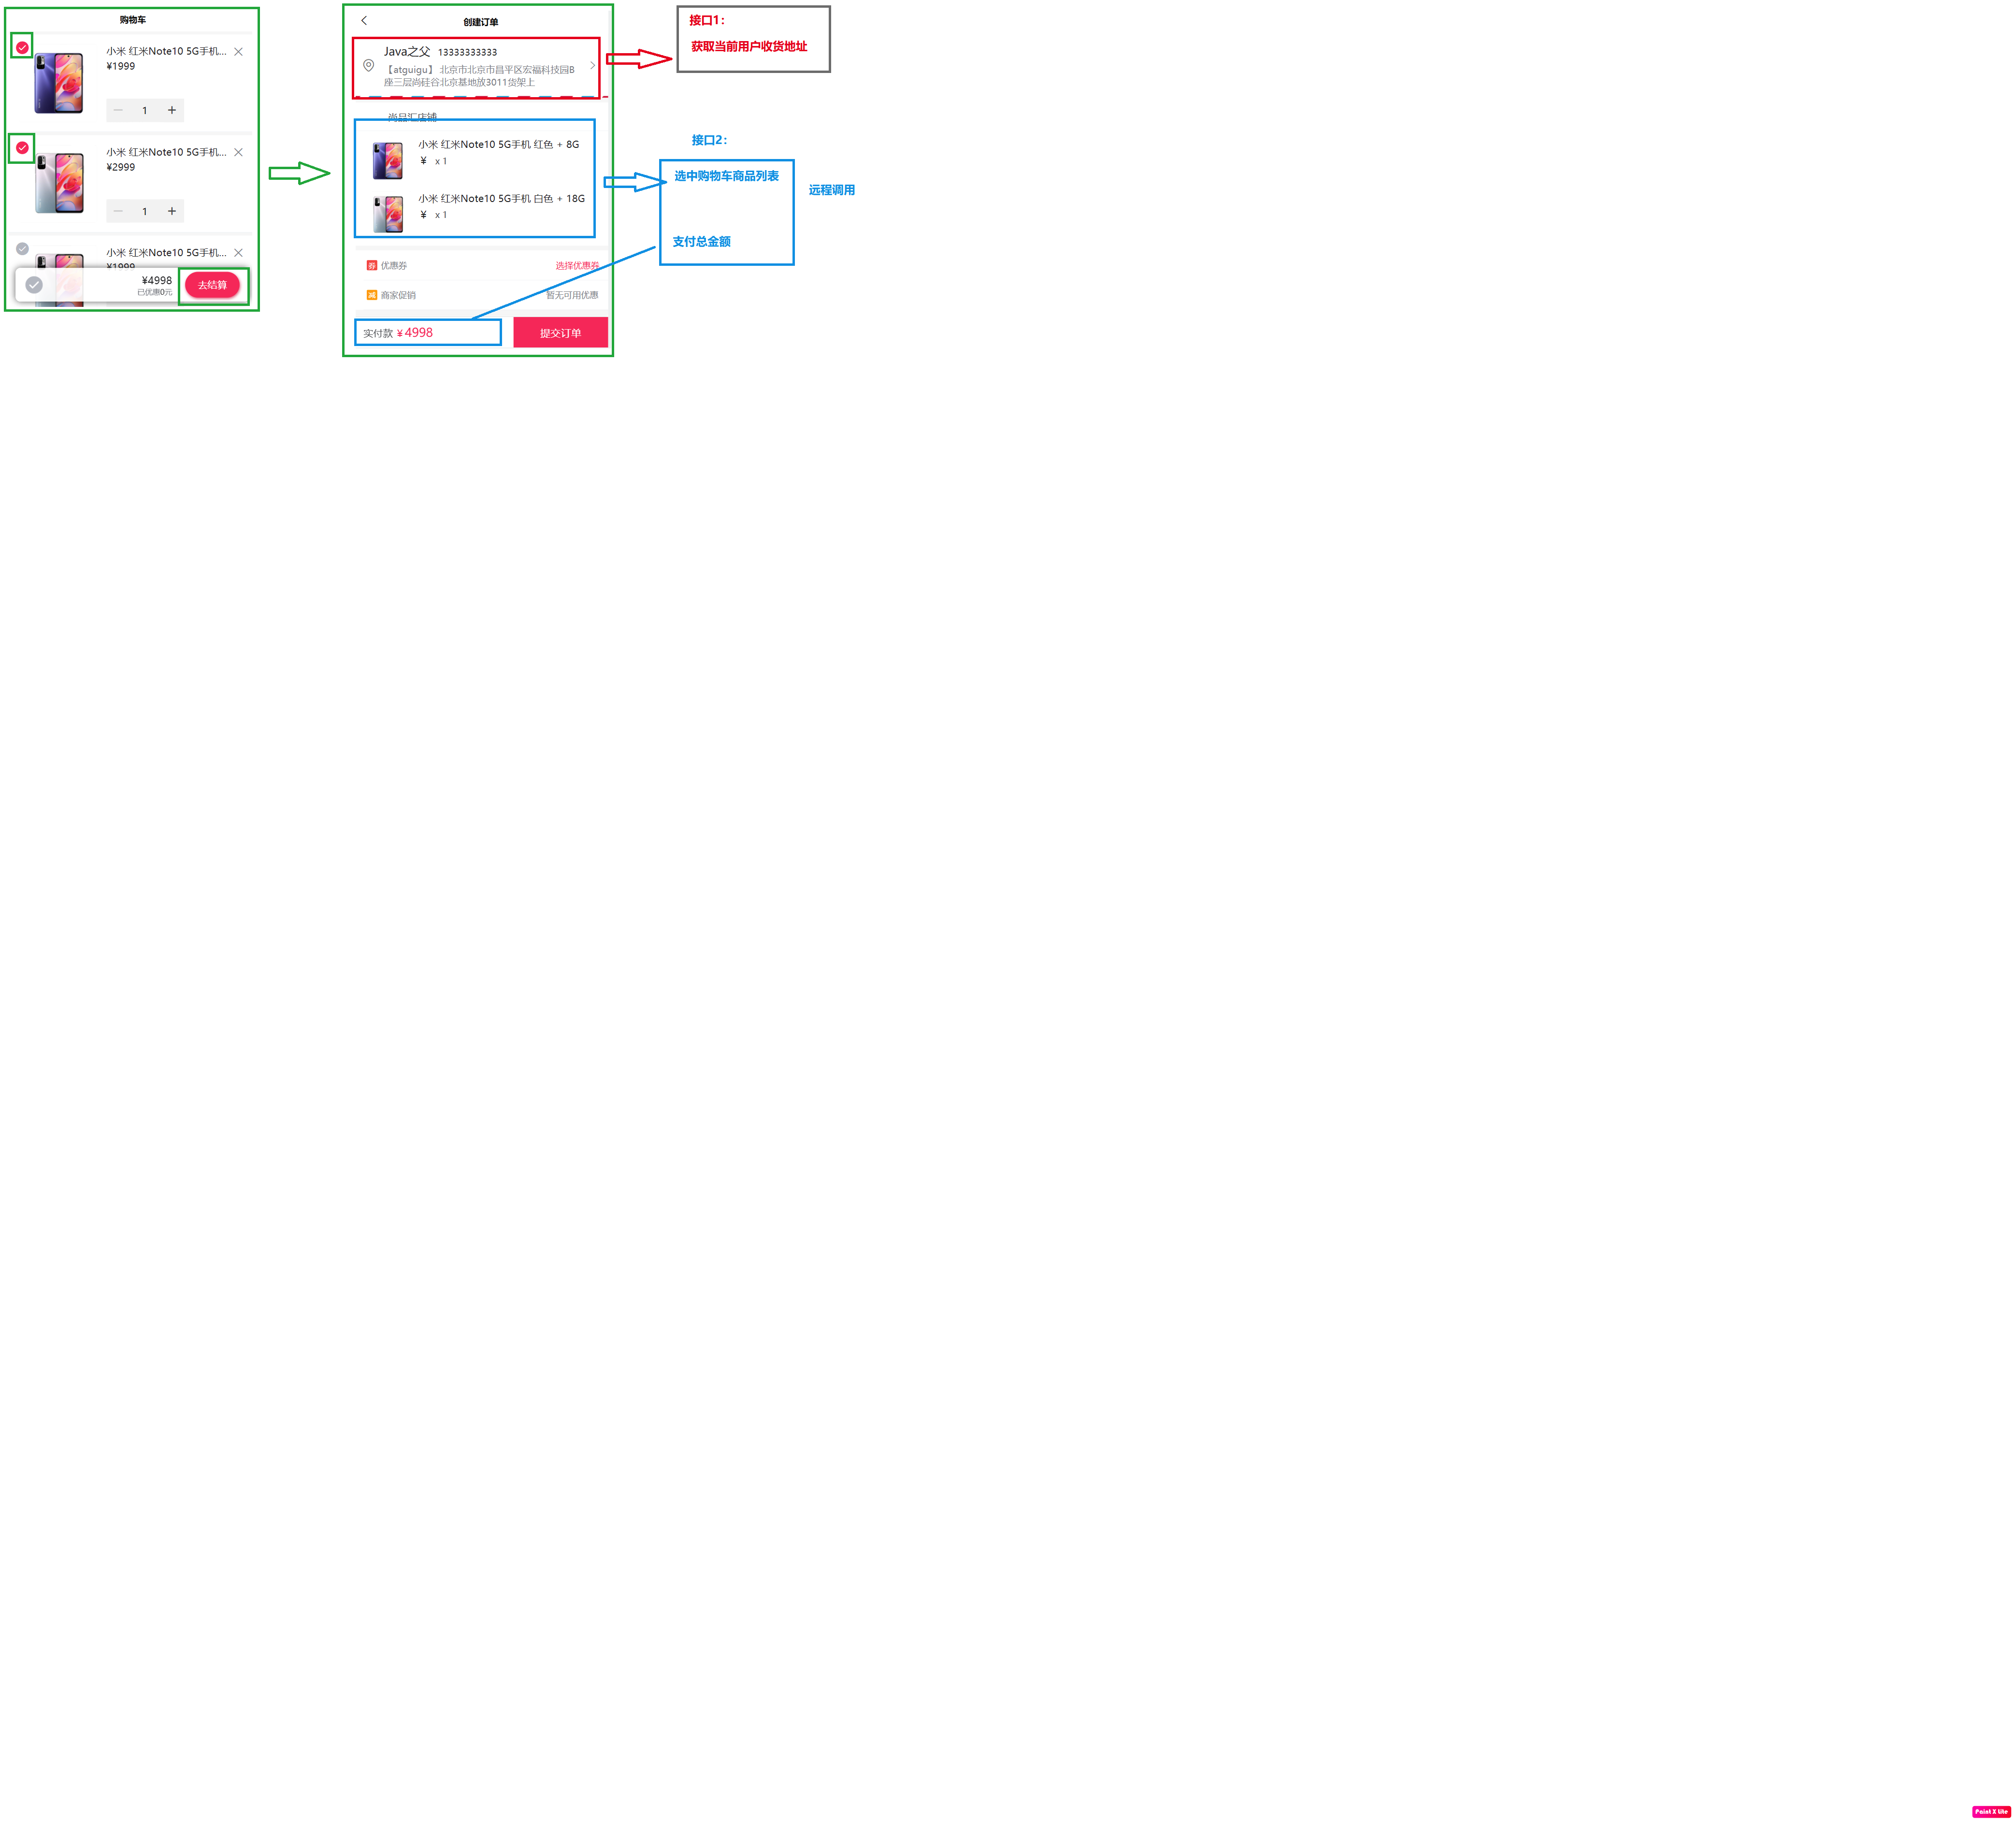 购物车
小米 红米Note10 5G手机...
¥1999
1
小米 红米Note10 5G手机...
¥2999
1
小米 红米Note10 5G手机...
¥1999
¥4998
已优惠0元
去结算
创建订单
Java之父 13333333333
【atguigu】 北京市北京市昌平区宏福科技园B
座三层尚硅谷北京基地放3011货架上
尚品汇店铺
小米 红米Note10 5G手机 红色 + 8G
¥ x 1
小米 红米Note10 5G手机 白色 + 18G
¥ x 1
券 优惠券 选择优惠券
减 商家促销 暂无可用优惠
实付款 ¥4998
提交订单
接口1：
获取当前用户收货地址
接口2：
选中购物车商品列表
远程调用
支付总金额
Paint X Lite